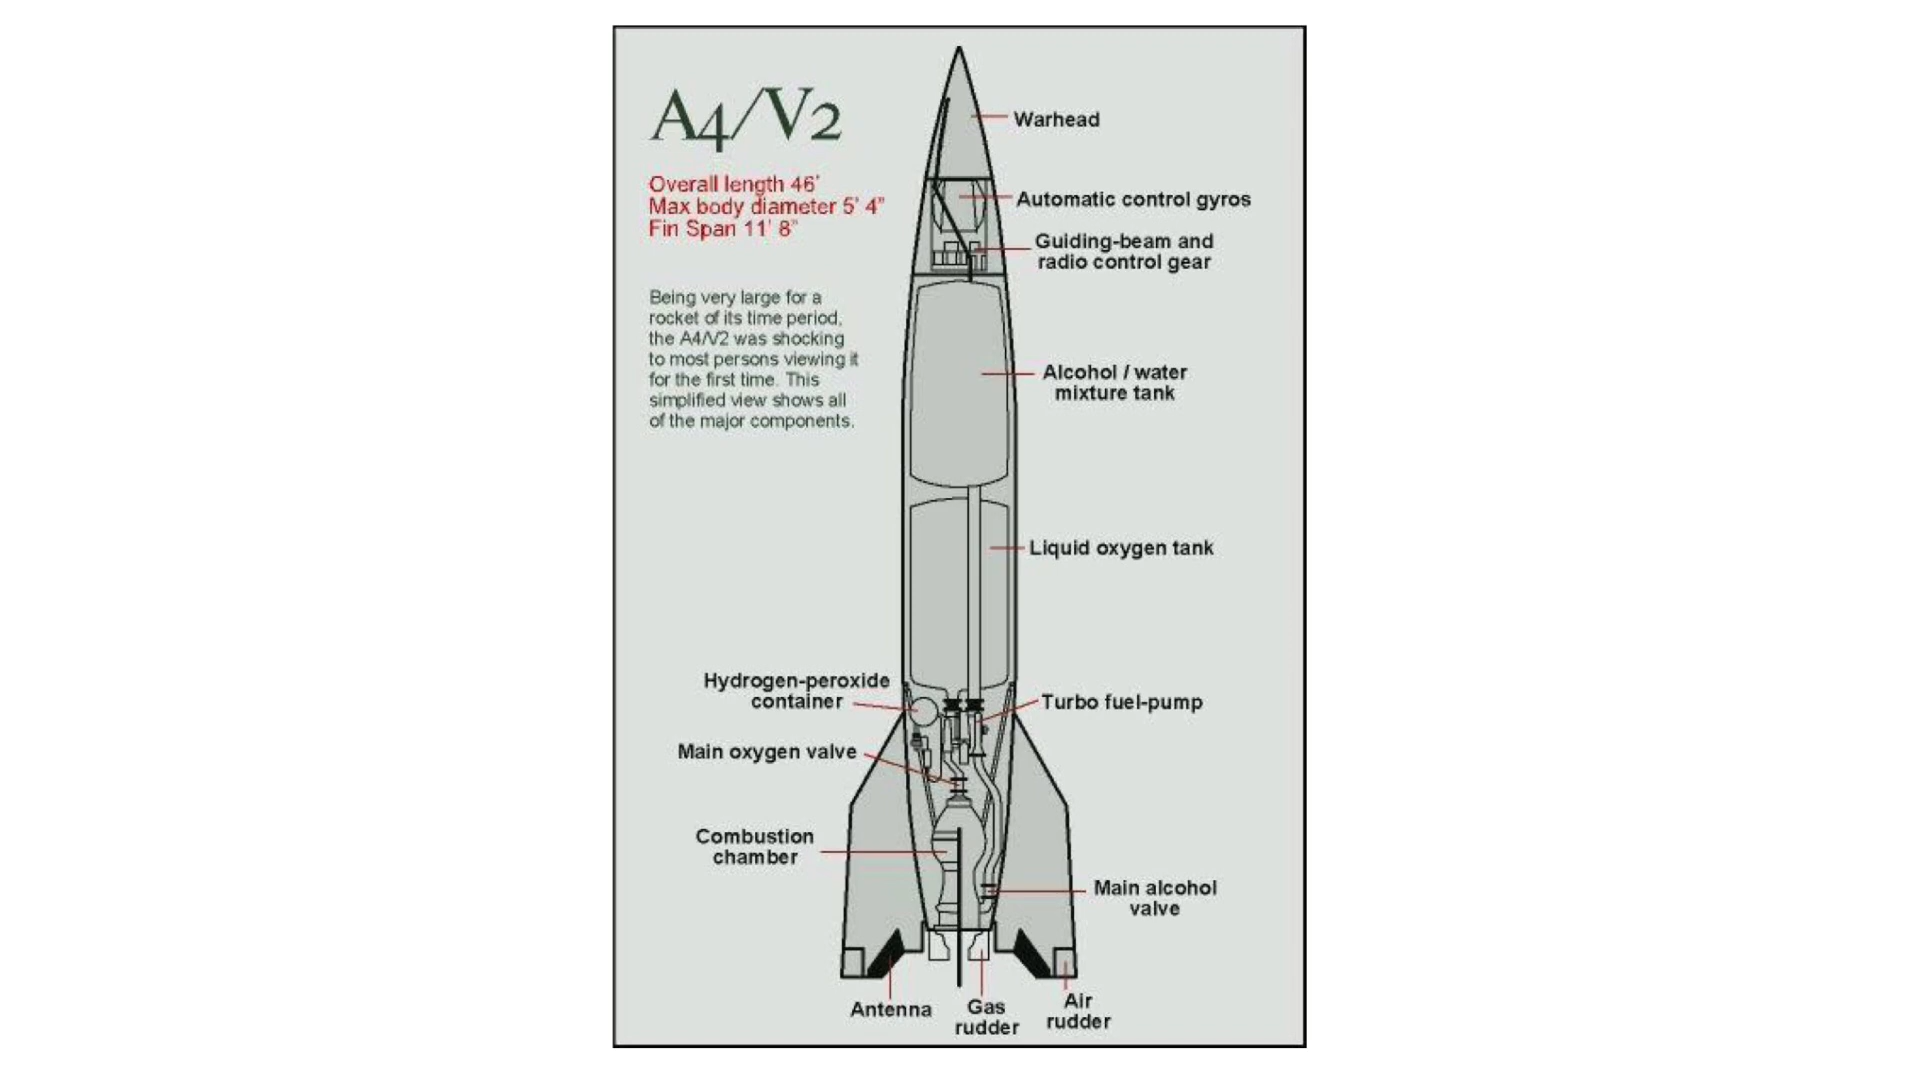 A4/V2
Overall length 46'
Max body diameter 5' 4"
Fin Span 11' 8"
Being very large for a
rocket of its time period,
the A4/V2 was shocking
to most persons viewing it
for the first time. This
simplified view shows all
of the major components.
Warhead
Automatic control gyros
Guiding-beam and
radio control gear
Alcohol / water
mixture tank
Liquid oxygen tank
Hydrogen-peroxide
container
Turbo fuel-pump
Main oxygen valve
Combustion
chamber
Main alcohol
valve
Antenna
Gas
rudder
Air
rudder